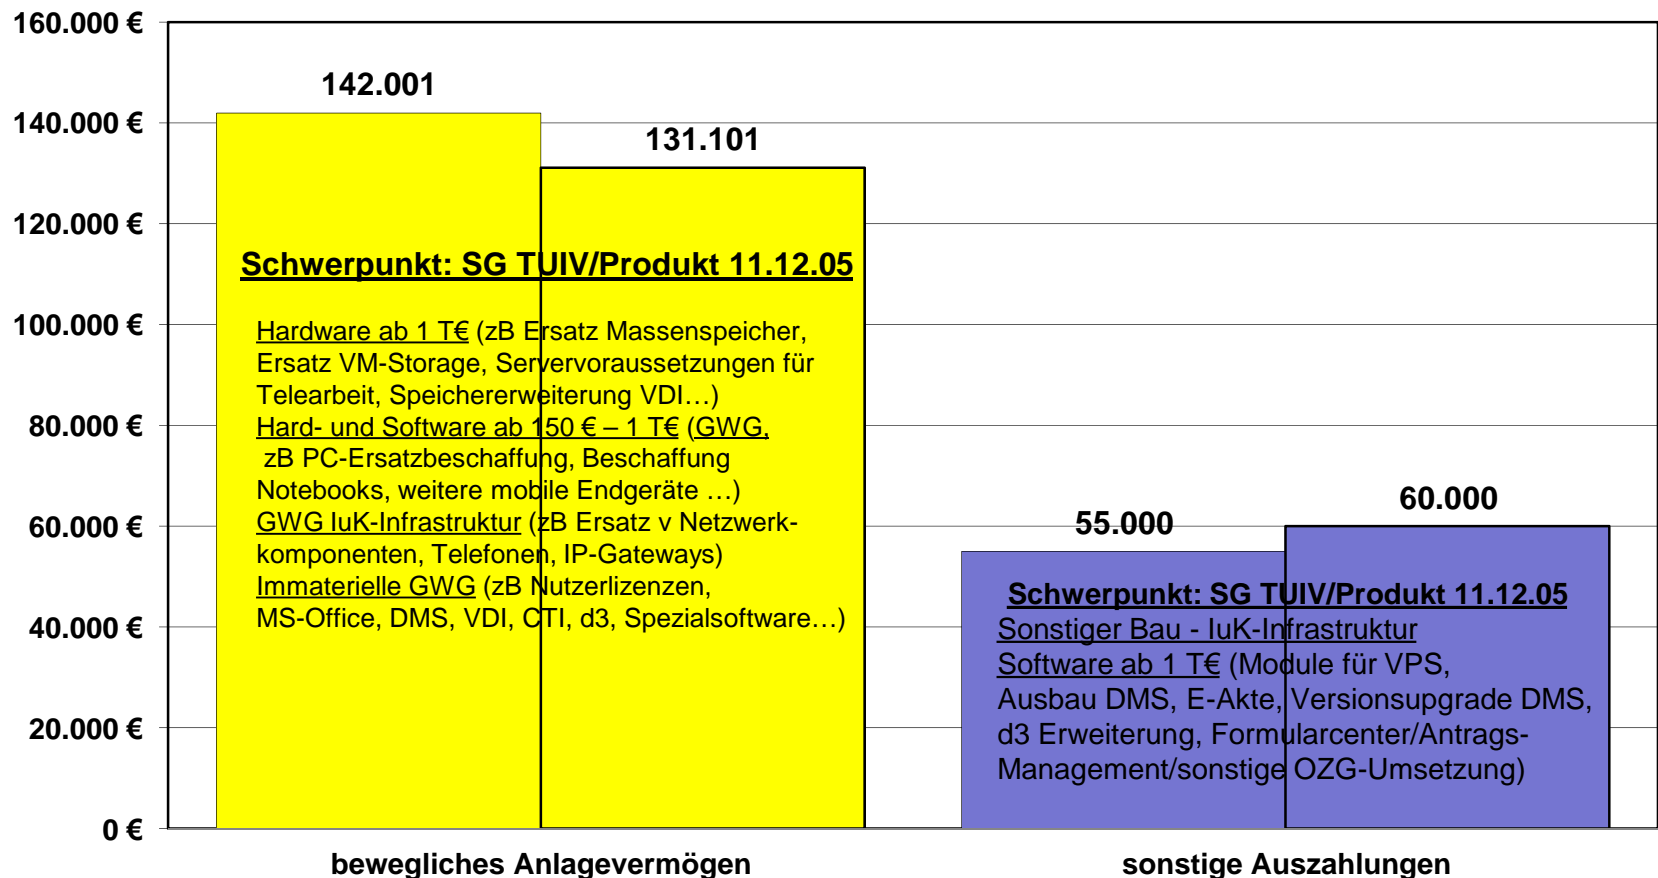 160.000 €
142.001
140.000 €
131.101
120.000 €
Schwerpunkt: SG TUIV/Produkt 11.12.05
100.000 €
Hardware ab 1 T€ (zB Ersatz Massenspeicher,
Ersatz VM-Storage, Servervoraussetzungen für
Telearbeit, Speichererweiterung VDI…)
80.000 €
Hard- und Software ab 150 € – 1 T€ (GWG,
zB PC-Ersatzbeschaffung, Beschaffung
Notebooks, weitere mobile Endgeräte …)
60.000 €
GWG IuK-Infrastruktur (zB Ersatz v Netzwerk-
komponenten, Telefonen, IP-Gateways)
Immaterielle GWG (zB Nutzerlizenzen,
MS-Office, DMS, VDI, CTI, d3, Spezialsoftware…)
40.000 €
20.000 €
0 €
55.000
60.000
Schwerpunkt: SG TUIV/Produkt 11.12.05
Sonstiger Bau - IuK-Infrastruktur
Software ab 1 T€ (Module für VPS,
Ausbau DMS, E-Akte, Versionsupgrade DMS,
d3 Erweiterung, Formularcenter/Antrags-
Management/sonstige OZG-Umsetzung)
bewegliches Anlagevermögen
sonstige Auszahlungen